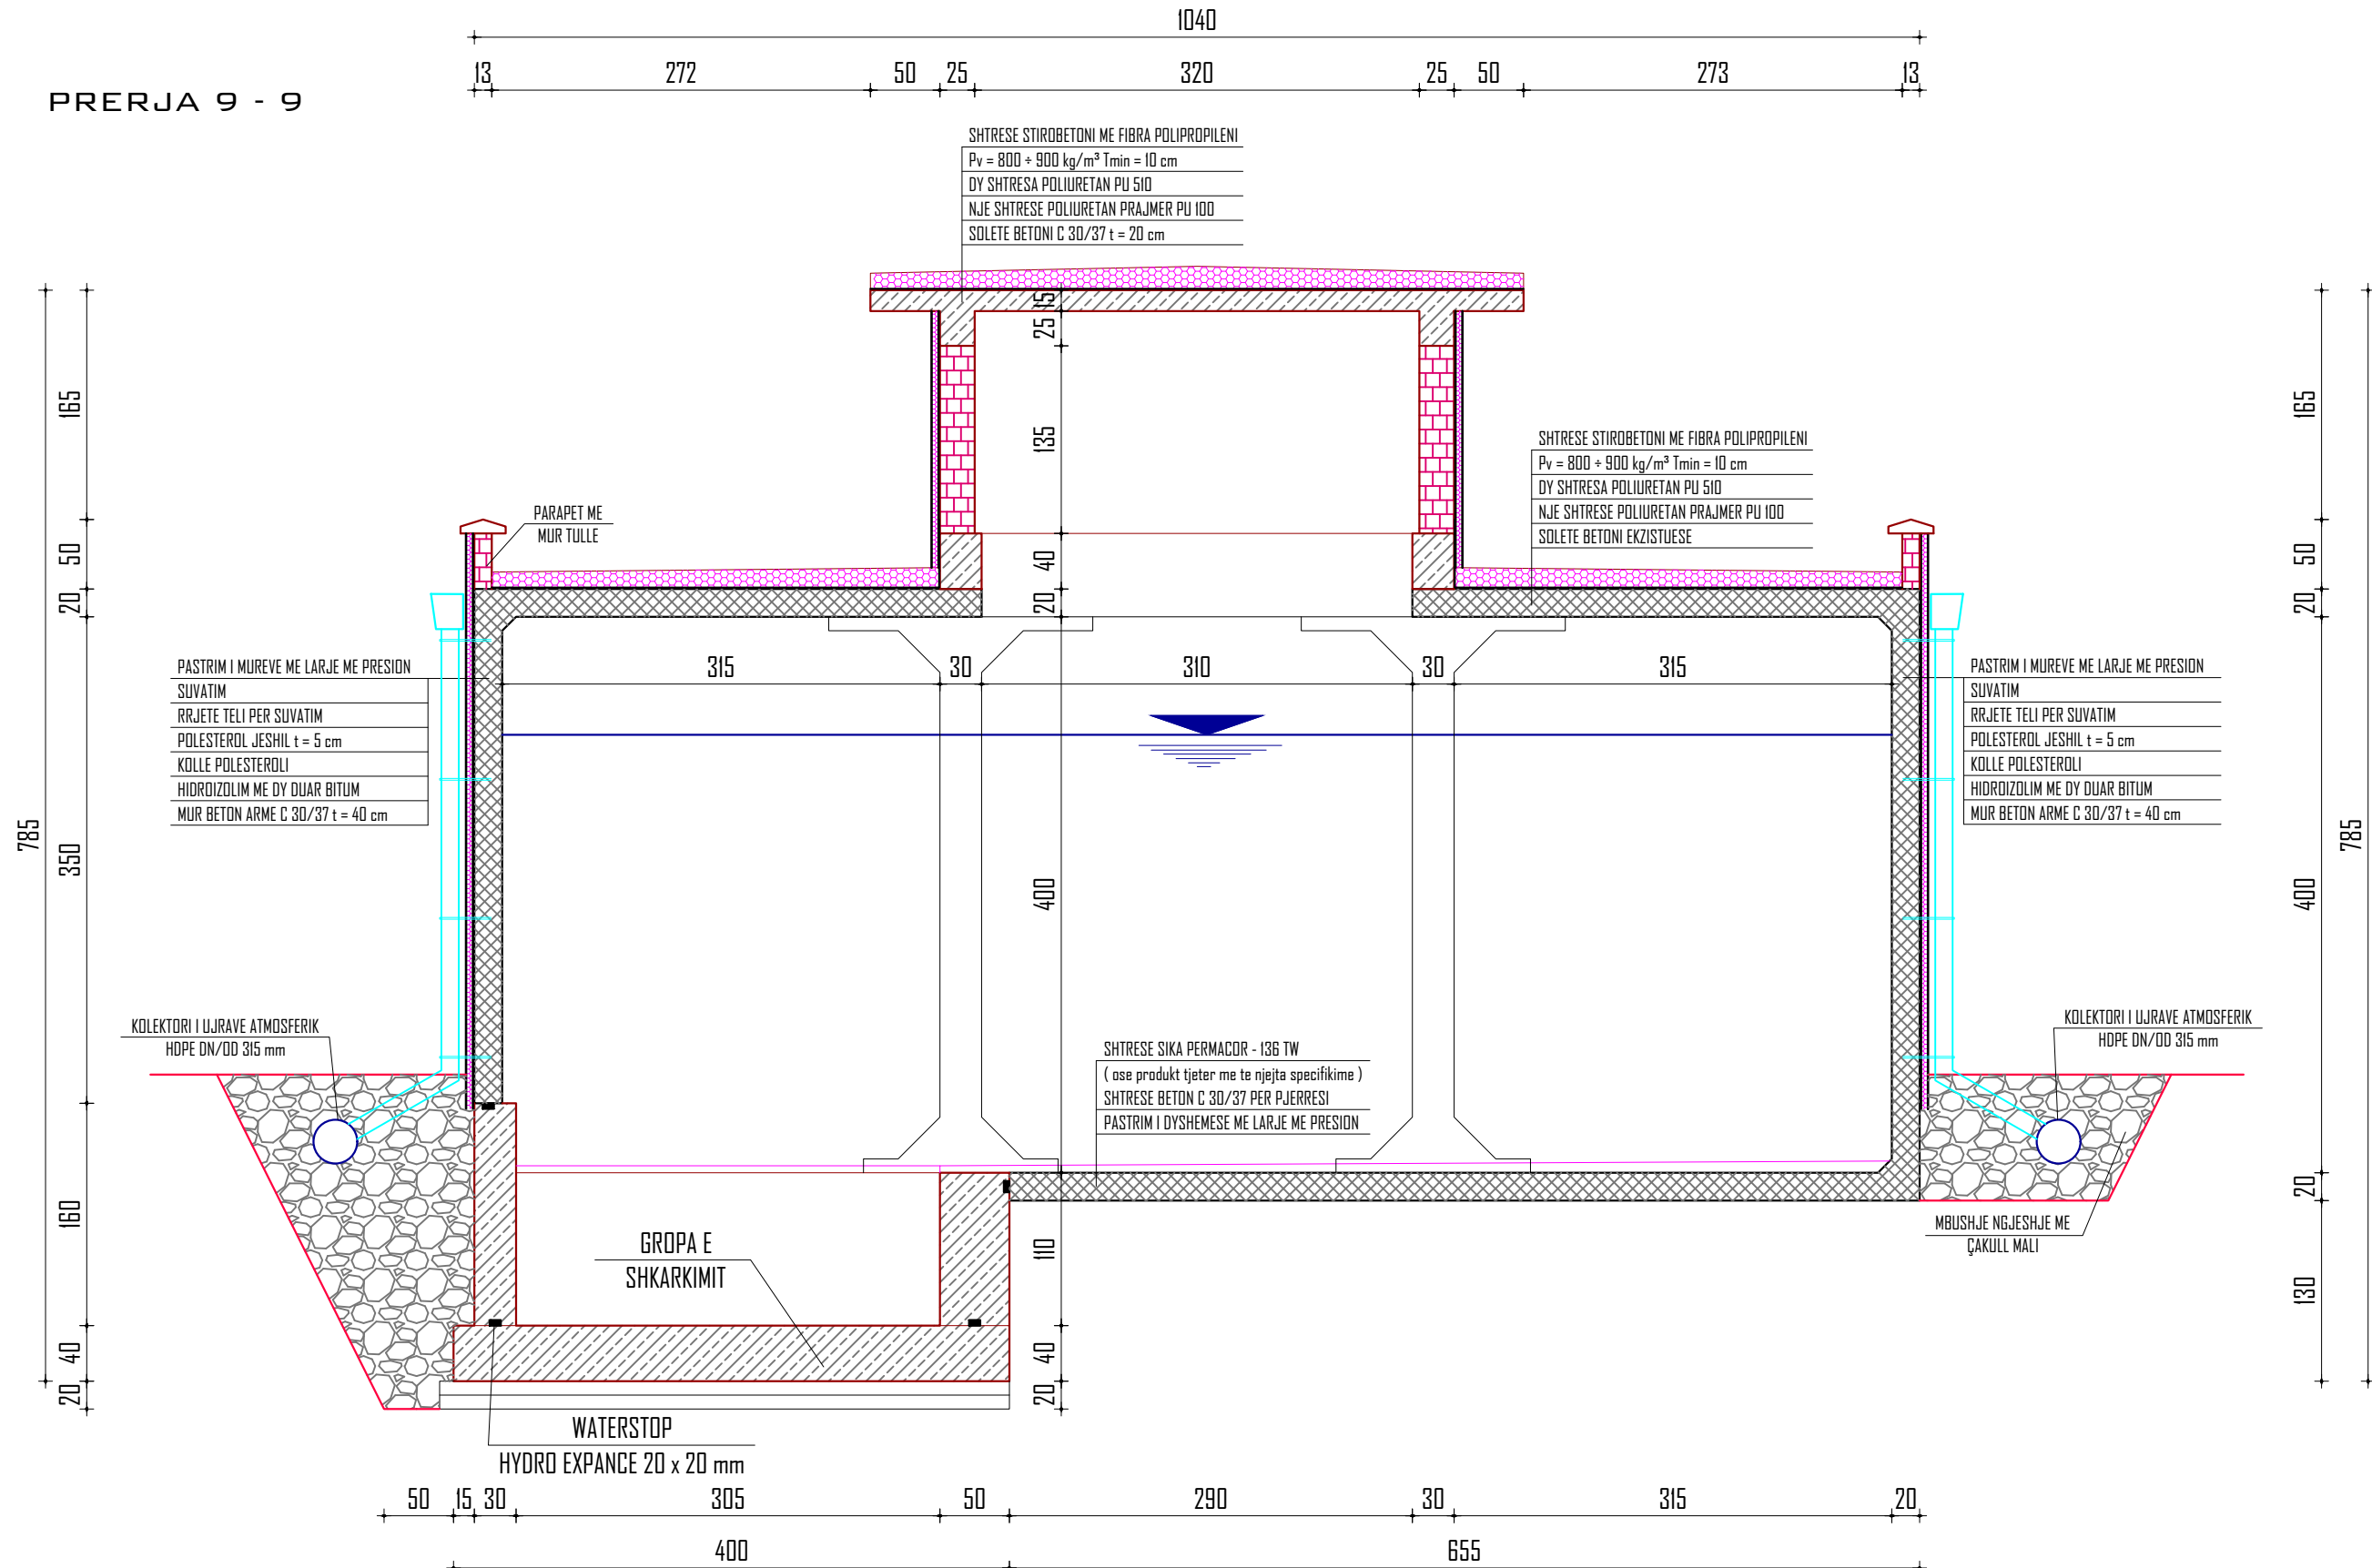 1040
13 272 50 25 320 25 50 273 13
PRERJA 9 - 9
SHTRESE STIROBETONI ME FIBRA POLIPROPILENI
Pv = 800 ÷ 900 kg/m³ Tmin = 10 cm
DY SHTRESA POLIURETAN PU 510
NJE SHTRESE POLIURETAN PRAJMER PU 100
SOLETE BETONI C 30/37 t = 20 cm
SHTRESE STIROBETONI ME FIBRA POLIPROPILENI
Pv = 800 ÷ 900 kg/m³ Tmin = 10 cm
DY SHTRESA POLIURETAN PU 510
NJE SHTRESE POLIURETAN PRAJMER PU 100
SOLETE BETONI EKZISTUESE
PARAPET ME
MUR TULLE
785
165
50
20
350
160
40
20
15
25
135
40
20
400
110
40
20
165
50
20
400
20
130
785
315 30 310 30 315
PASTRIM I MUREVE ME LARJE ME PRESION
SUVATIM
RRJETE TELI PER SUVATIM
POLESTEROL JESHIL t = 5 cm
KOLLE POLESTEROLI
HIDROIZOLIM ME DY DUAR BITUM
MUR BETON ARME C 30/37 t = 40 cm
PASTRIM I MUREVE ME LARJE ME PRESION
SUVATIM
RRJETE TELI PER SUVATIM
POLESTEROL JESHIL t = 5 cm
KOLLE POLESTEROLI
HIDROIZOLIM ME DY DUAR BITUM
MUR BETON ARME C 30/37 t = 40 cm
KOLEKTORI I UJRAVE ATMOSFERIK
HDPE DN/OD 315 mm
KOLEKTORI I UJRAVE ATMOSFERIK
HDPE DN/OD 315 mm
SHTRESE SIKA PERMACOR - 136 TW
( ose produkt tjeter me te njejta specifikime )
SHTRESE BETON C 30/37 PER PJERRESI
PASTRIM I DYSHEMESE ME LARJE ME PRESION
MBUSHJE NGJESHJE ME
ÇAKULL MALI
GROPA E
SHKARKIMIT
WATERSTOP
HYDRO EXPANCE 20 x 20 mm
50 15 30 305 50 290 30 315 20
400 655